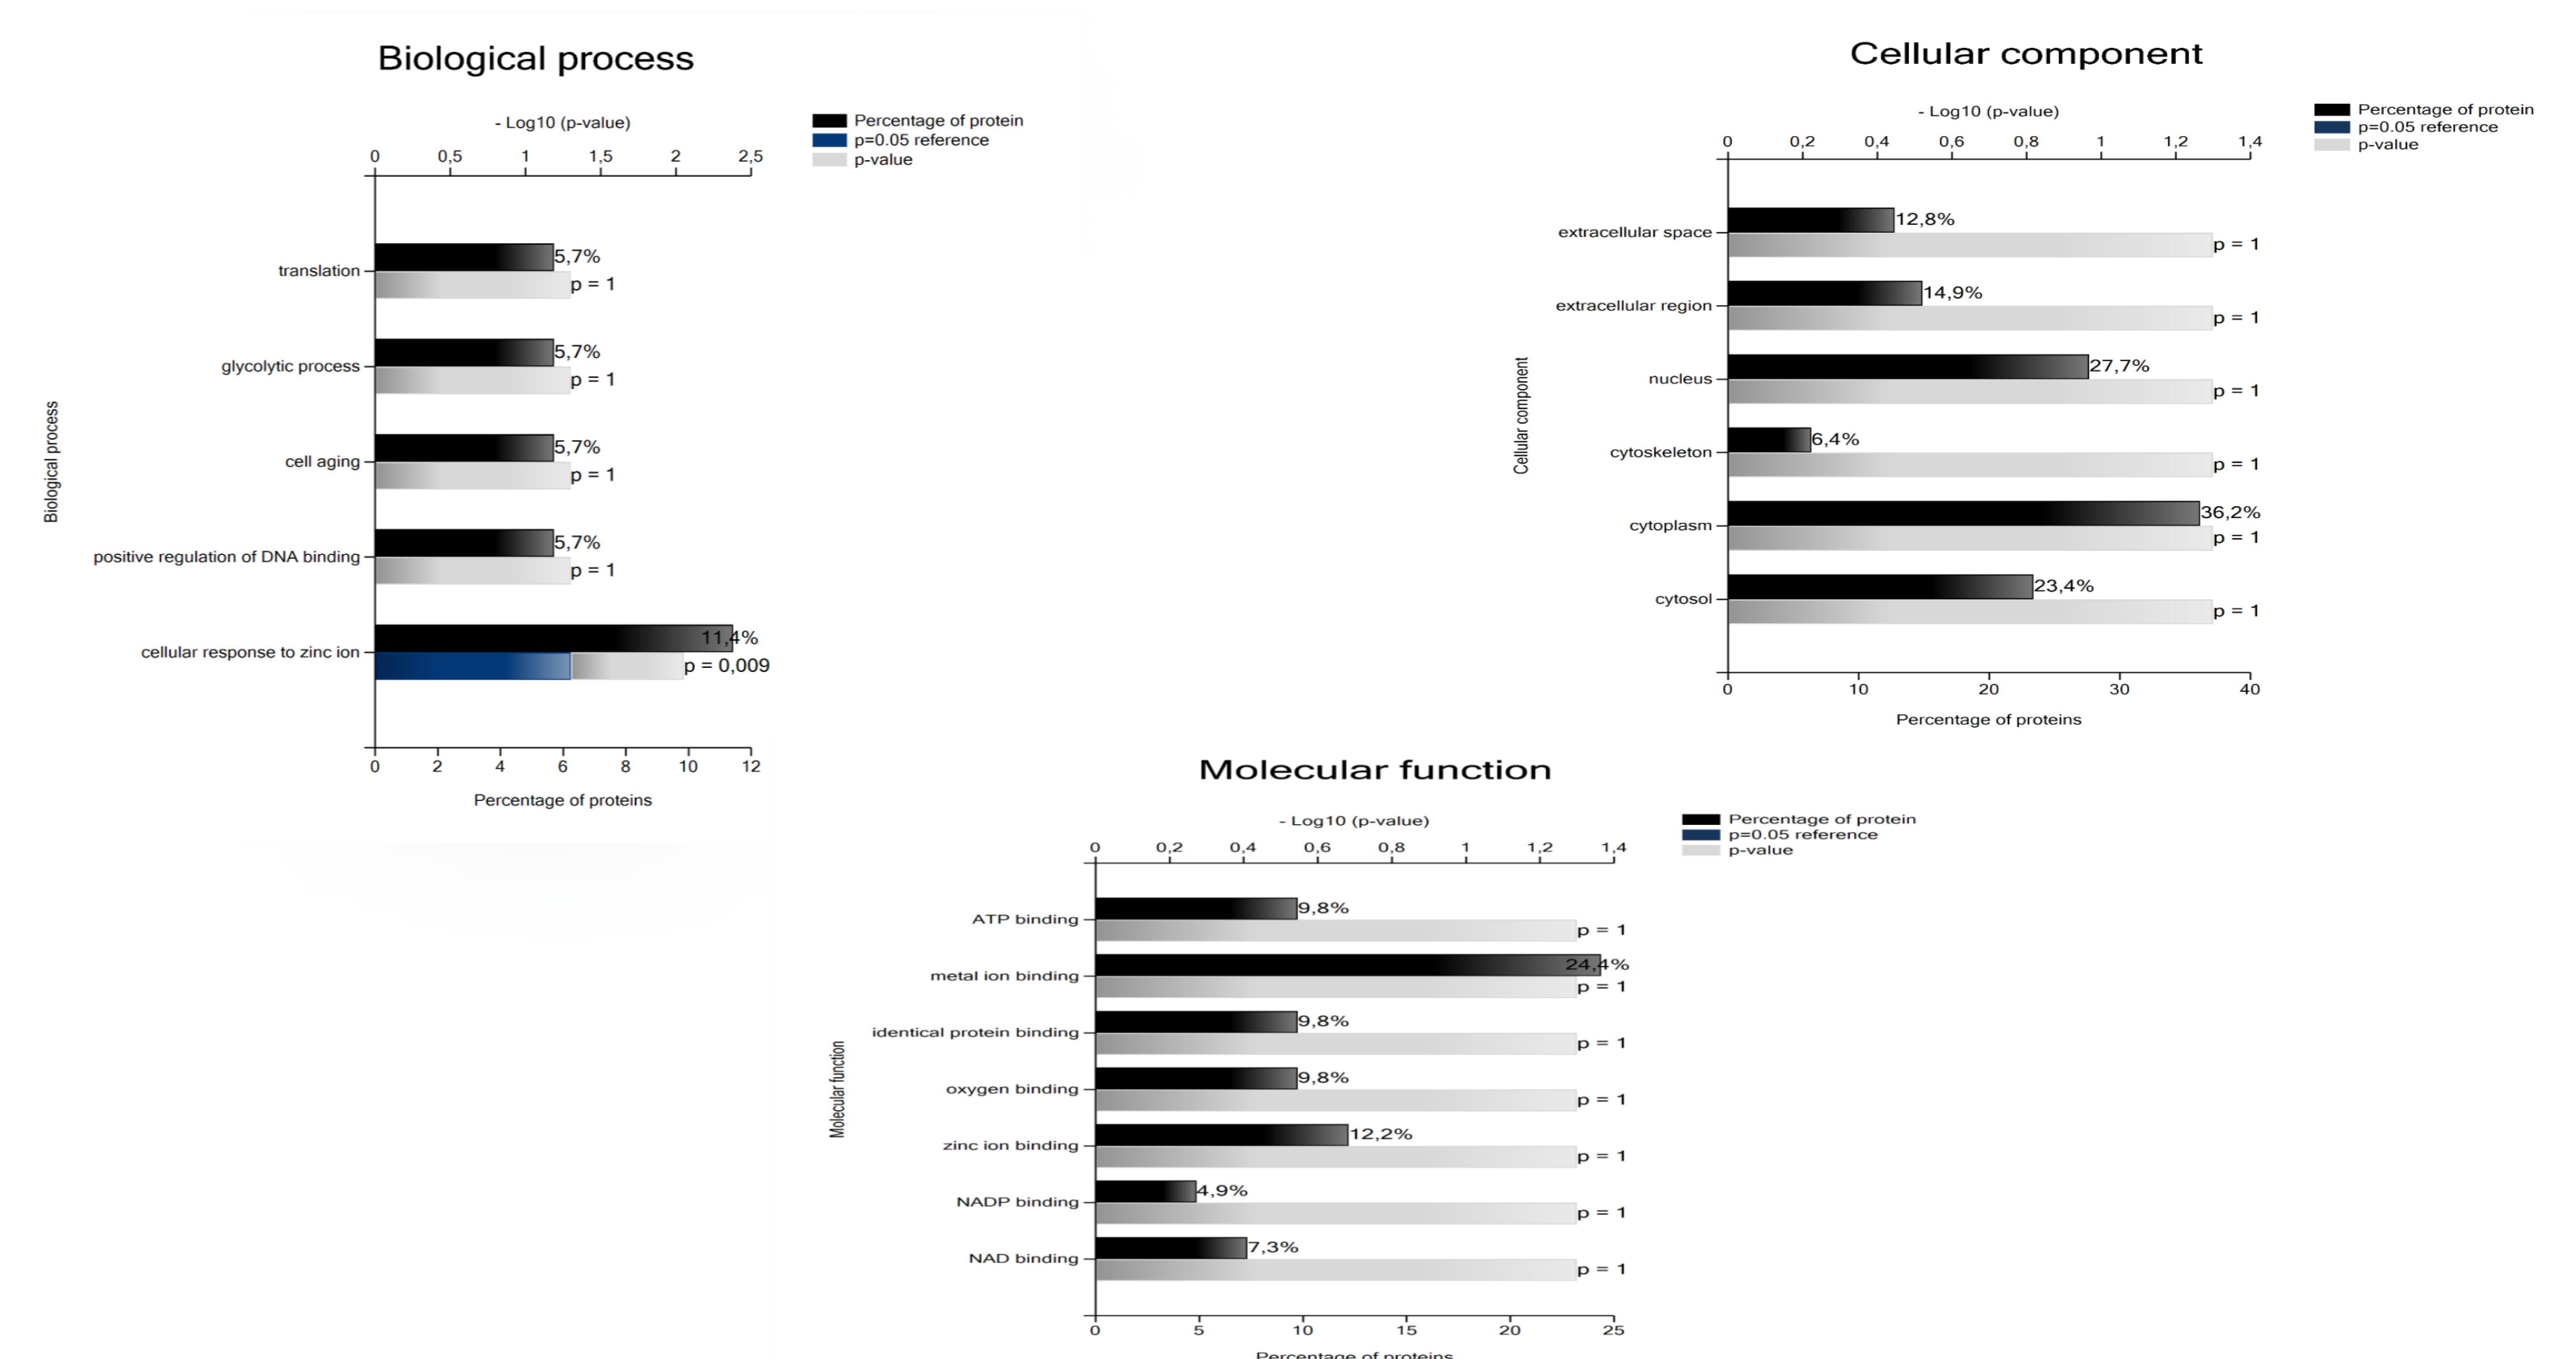 Biological process
- Log10 (p-value)
0 0,5 1 1,5 2 2,5
Percentage of protein
p=0.05 reference
p-value
Biological process
translation
5,7%
p = 1
glycolytic process
5,7%
p = 1
cell aging
5,7%
p = 1
positive regulation of DNA binding
5,7%
p = 1
cellular response to zinc ion
11,4%
p = 0,009
0 2 4 6 8 10 12
Percentage of proteins
Cellular component
- Log10 (p-value)
0 0,2 0,4 0,6 0,8 1 1,2 1,4
Percentage of protein
p=0.05 reference
p-value
Cellular component
extracellular space
12,8%
p = 1
extracellular region
14,9%
p = 1
nucleus
27,7%
p = 1
cytoskeleton
6,4%
p = 1
cytoplasm
36,2%
p = 1
cytosol
23,4%
p = 1
0 10 20 30 40
Percentage of proteins
Molecular function
- Log10 (p-value)
0 0,2 0,4 0,6 0,8 1 1,2 1,4
Percentage of protein
p=0.05 reference
p-value
Molecular function
ATP binding
9,8%
p = 1
metal ion binding
24,4%
p = 1
identical protein binding
9,8%
p = 1
oxygen binding
9,8%
p = 1
zinc ion binding
12,2%
p = 1
NADP binding
4,9%
p = 1
NAD binding
7,3%
p = 1
0 5 10 15 20 25
Percentage of proteins